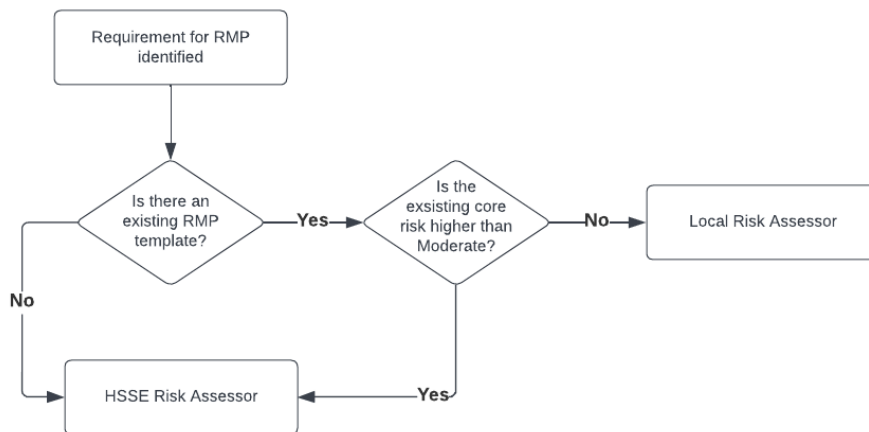 Requirement for RMP
identified
Is there an
existing RMP
template?
Yes
Is the
exsisting core
risk higher than
Moderate?
No
Local Risk Assessor
No
HSSE Risk Assessor
Yes